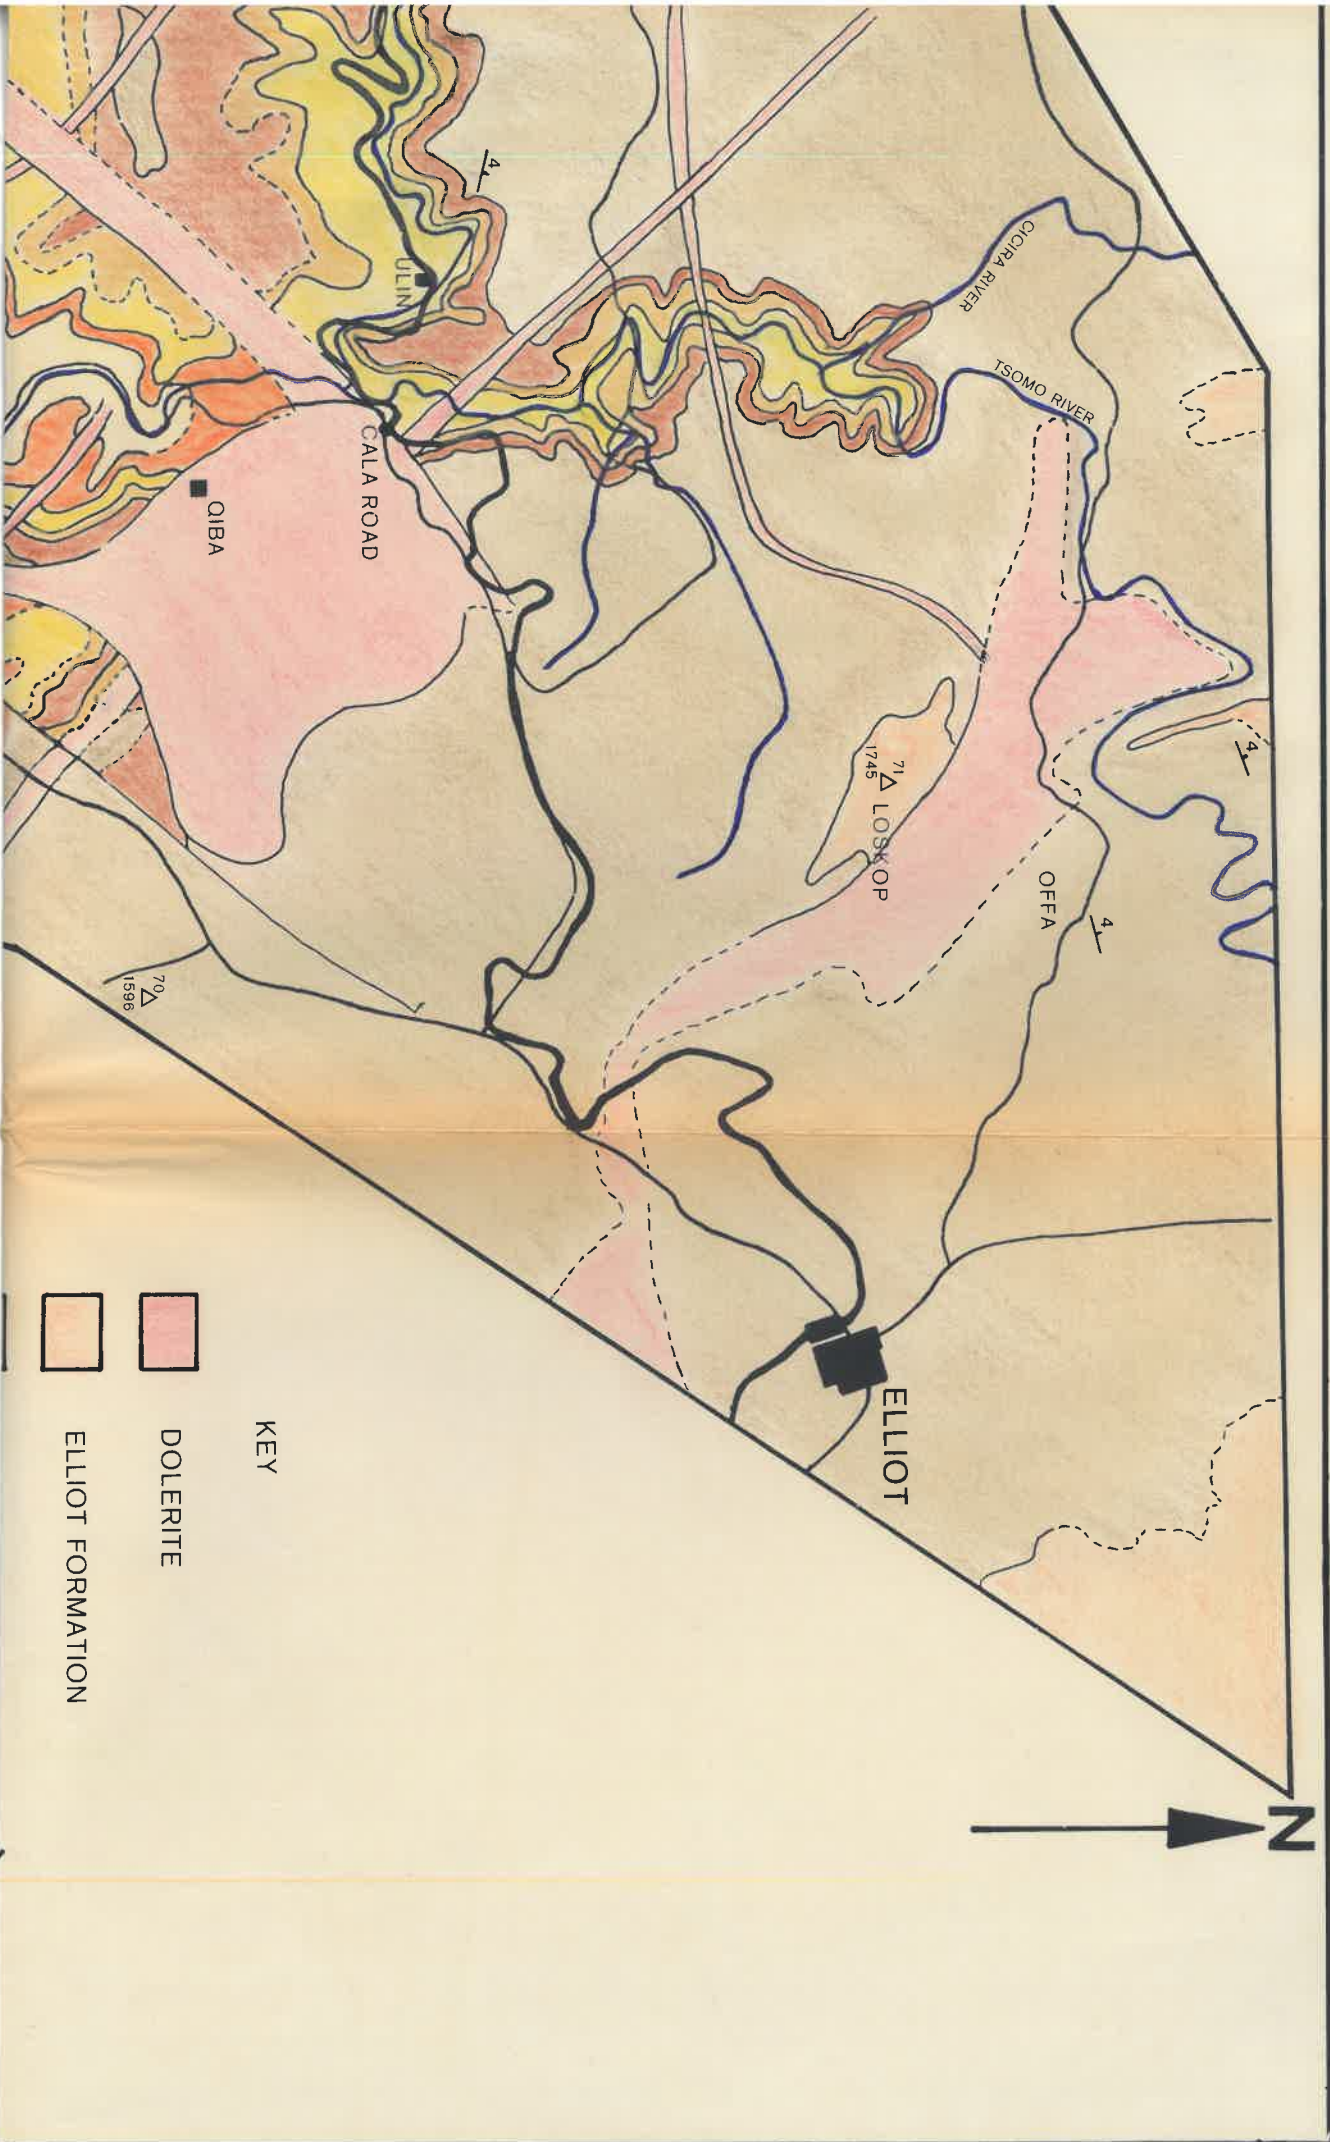 N
CICIRA RIVER
TSOMO RIVER
4
OFFA
4
71
1745
LOSKOP
ELLIOT
4
ULIN
CALA ROAD
QIBA
70
1596
KEY
DOLERITE
ELLIOT FORMATION